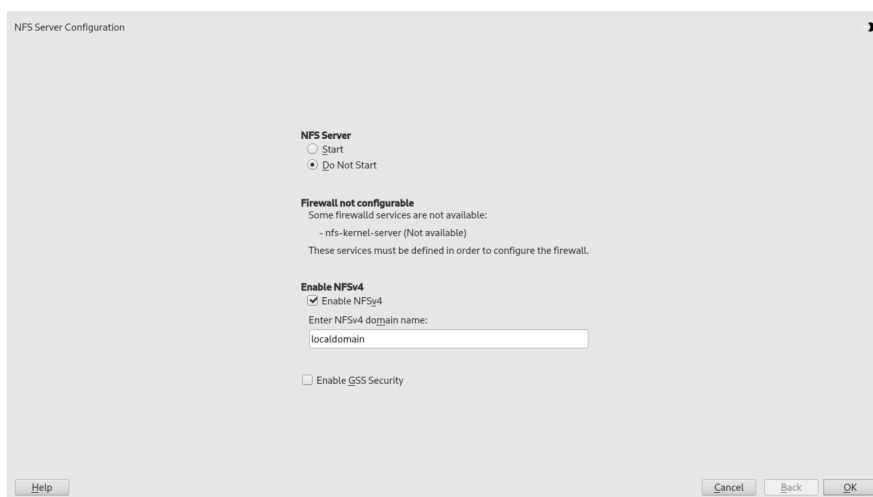 NFS Server Configuration
NFS Server
Start
Do Not Start
Firewall not configurable
Some firewalld services are not available:
- nfs-kernel-server (Not available)
These services must be defined in order to configure the firewall.
Enable NFSv4
Enable NFSv4
Enter NFSv4 domain name:
localdomain
Enable GSS Security
Help
Cancel Back OK